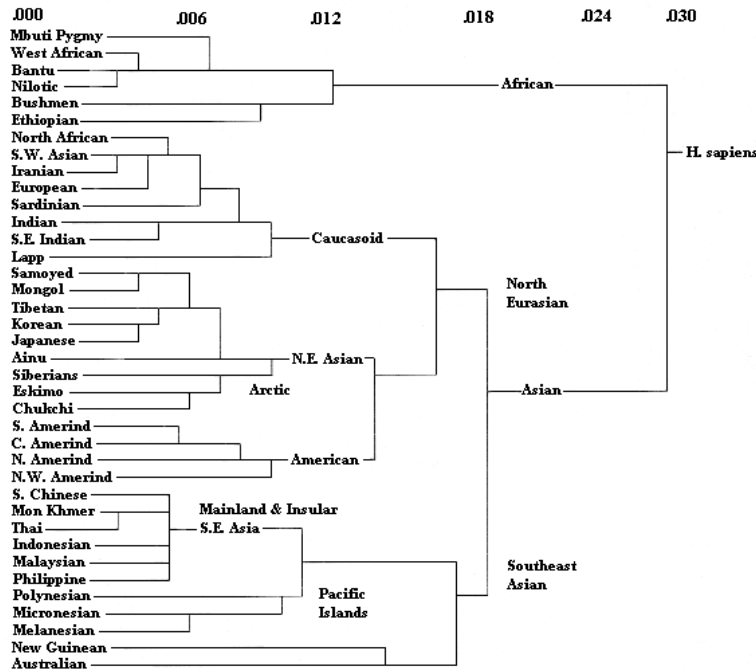 .000 .006 .012 .018 .024 .030
Mbuti Pygmy
West African
Bantu
Nilotic
African
Bushmen
Ethiopian
North African
H. sapiens
S.W. Asian
Iranian
European
Sardinian
Indian
S.E. Indian
Caucasoid
Lapp
Samoyed
Mongol
North
Eurasian
Tibetan
Korean
Japanese
Ainu
N.E. Asian
Siberians
Eskimo
Arctic
Asian
Chukchi
S. Amerind
C. Amerind
N. Amerind
American
N.W. Amerind
S. Chinese
Mon Khmer
Mainland & Insular
Thai
S.E. Asia
Indonesian
Malaysian
Philippine
Southeast
Asian
Polynesian
Pacific
Islands
Micronesian
Melanesian
New Guinean
Australian